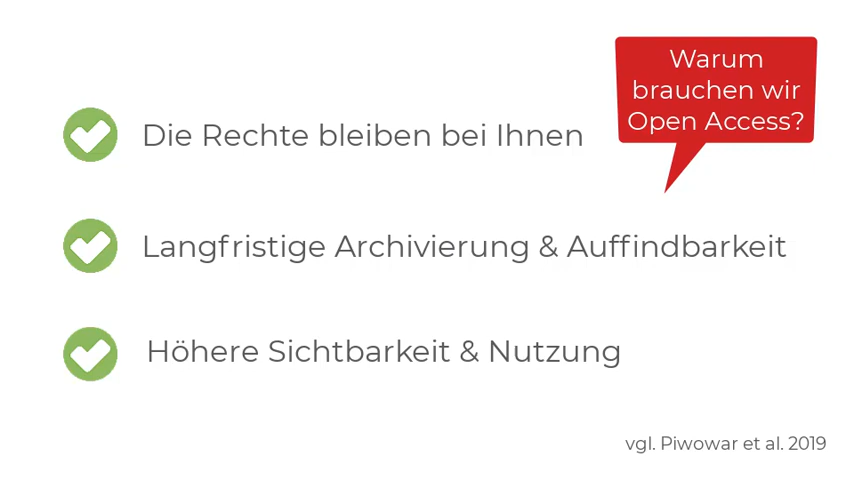 Warum
brauchen wir
Open Access?
Die Rechte bleiben bei Ihnen
Langfristige Archivierung & Auffindbarkeit
Höhere Sichtbarkeit & Nutzung
vgl. Piwowar et al. 2019